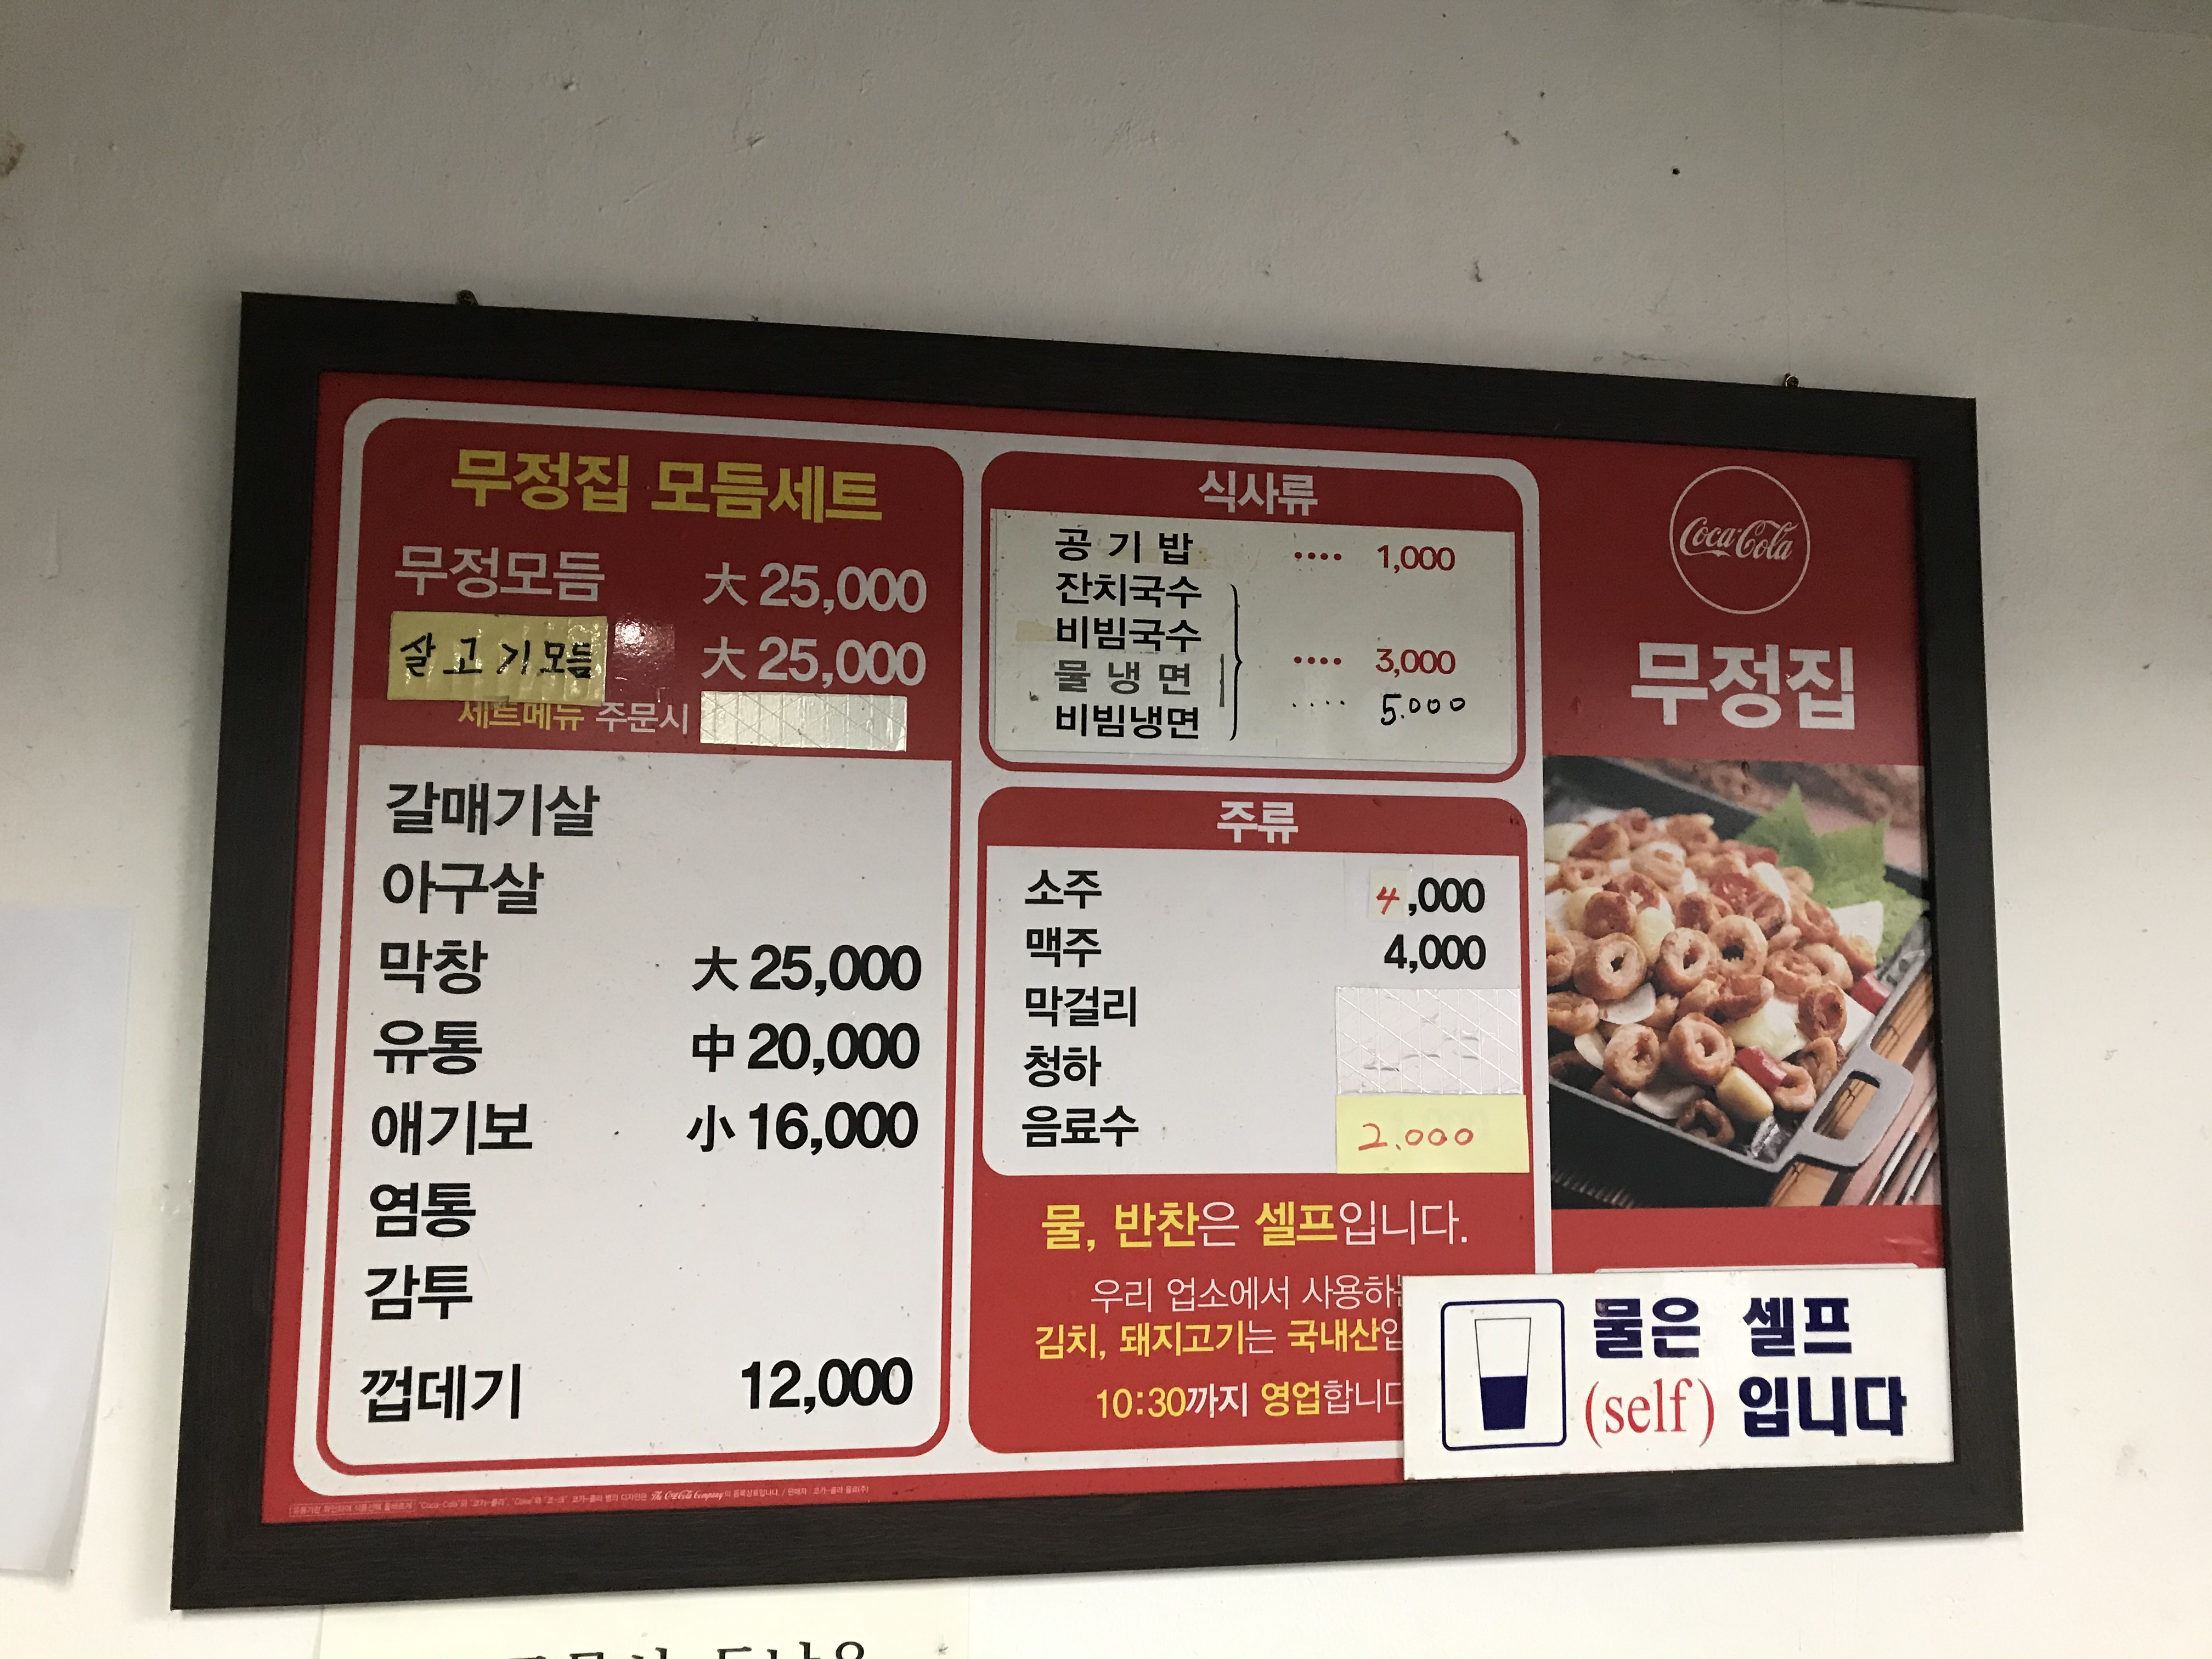 무정집 모듬세트
무정모듬 大 25,000
살고기모듬 大 25,000
세트메뉴 주문시
갈매기살
아구살
막창 大 25,000
유통 中 20,000
애기보 小 16,000
염통
감투
껍데기 12,000
식사류
공기밥 ···· 1,000
잔치국수
비빔국수 ···· 3,000
물냉면
비빔냉면 ···· 5.000
주류
소주 4,000
맥주 4,000
막걸리
청하
음료수 2.000
물, 반찬은 셀프입니다.
우리 업소에서 사용하는
김치, 돼지고기는 국내산입
10:30까지 영업합니다
Coca-Cola
무정집
물은 셀프
(self) 입니다